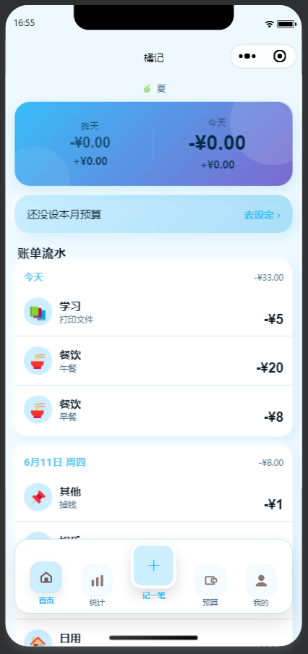 16:55
橘记
夏
昨天
-¥0.00
+¥0.00
今天
-¥0.00
+¥0.00
还没设本月预算
去设定 ›
账单流水
今天
-¥33.00
学习
打印文件
-¥5
餐饮
午餐
-¥20
餐饮
早餐
-¥8
6月11日 周四
-¥8.00
其他
掉钱
-¥1
首页
统计
记一笔
预算
我的
日用